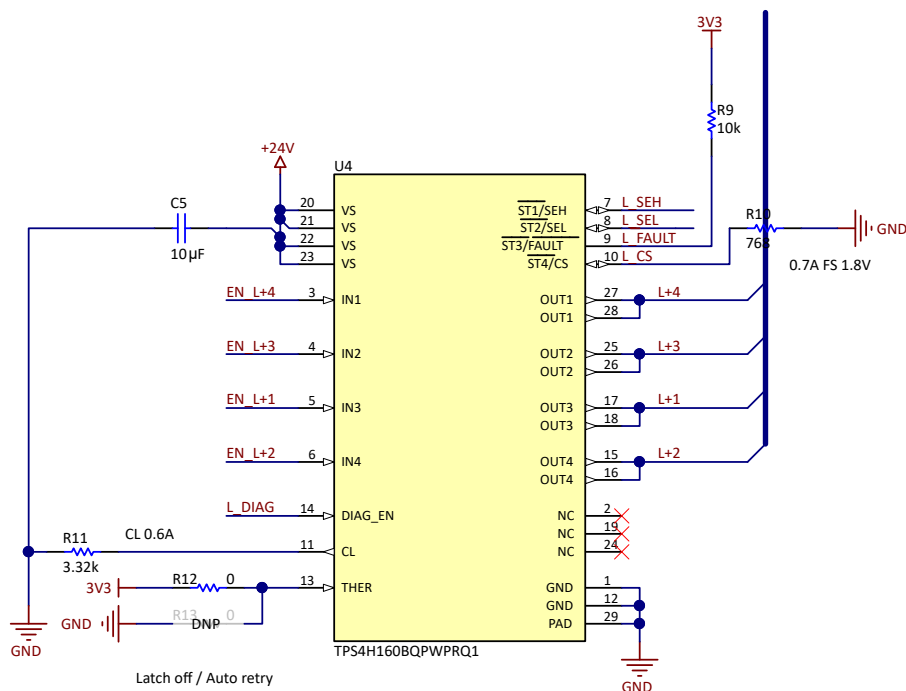 3V3
R9
10k
+24V
U4
C5
10µF
20 VS
21 VS
22 VS
23 VS
ST1/SEH 7 L_SEH
ST2/SEL 8 L_SEL
ST3/FAULT 9 L_FAULT
ST4/CS 10 L_CS
R10
768
GND
0.7A FS 1.8V
EN_L+4 3 IN1
OUT1 27 L+4
OUT1 28
EN_L+3 4 IN2
OUT2 25 L+3
OUT2 26
EN_L+1 5 IN3
OUT3 17 L+1
OUT3 18
EN_L+2 6 IN4
OUT4 15 L+2
OUT4 16
L_DIAG 14 DIAG_EN
NC 2
NC 19
NC 24
R11
3.32k
CL 0.6A 11 CL
3V3 R12 0 13 THER
GND R13 0
DNP
GND 1
GND 12
PAD 29
GND
GND
TPS4H160BQPWPRQ1
Latch off / Auto retry